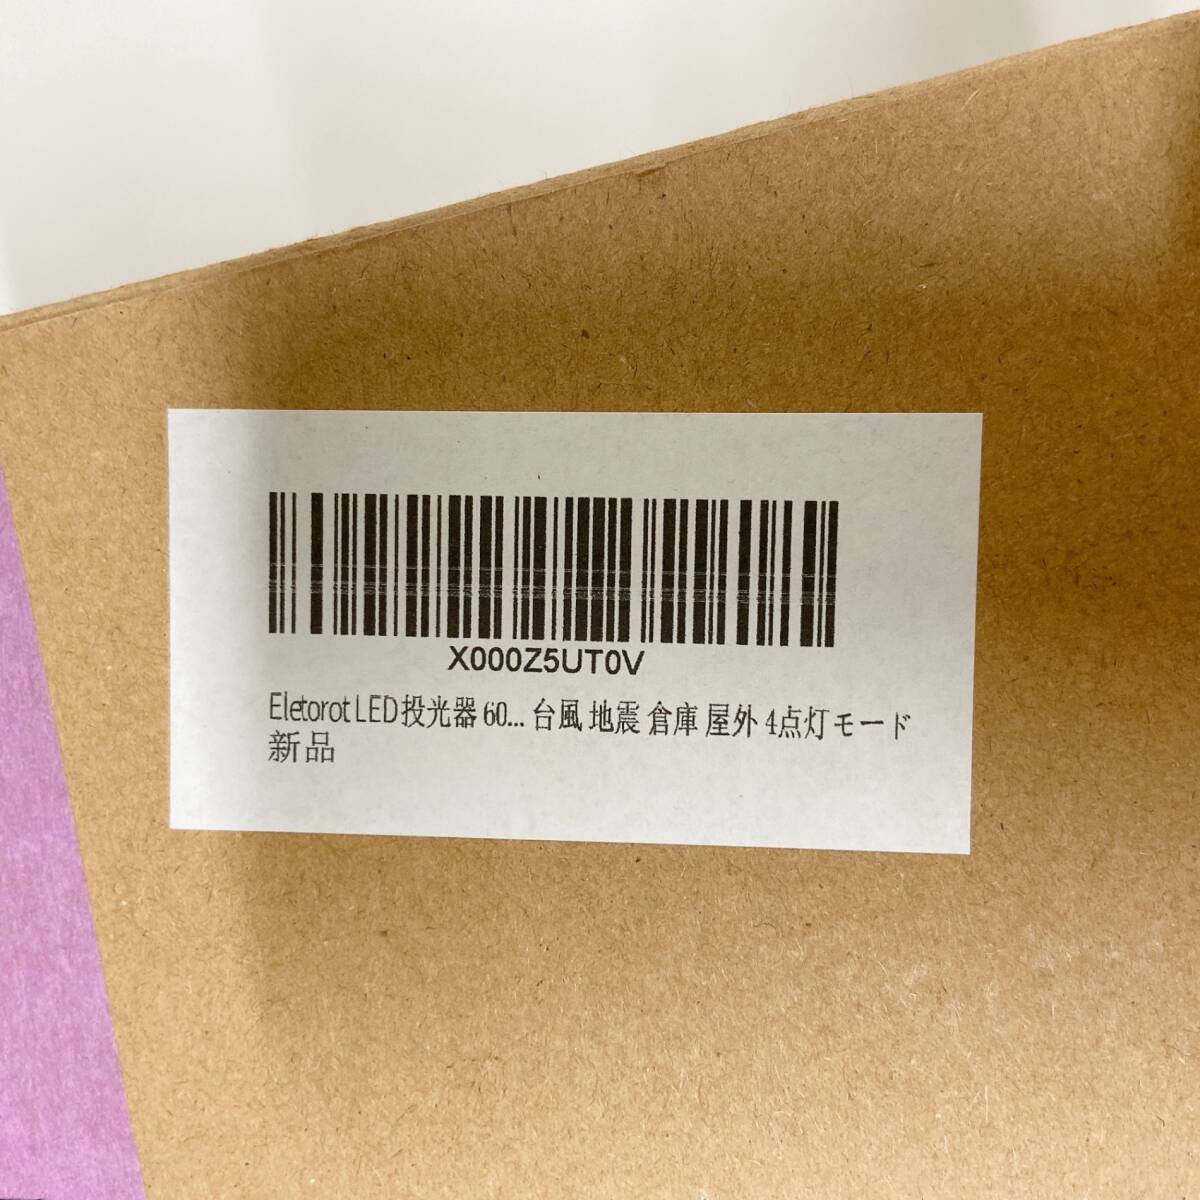 X000Z5UT0V
Eletorot LED投光器 60... 台風 地震 倉庫 屋外 4点灯モード
新品